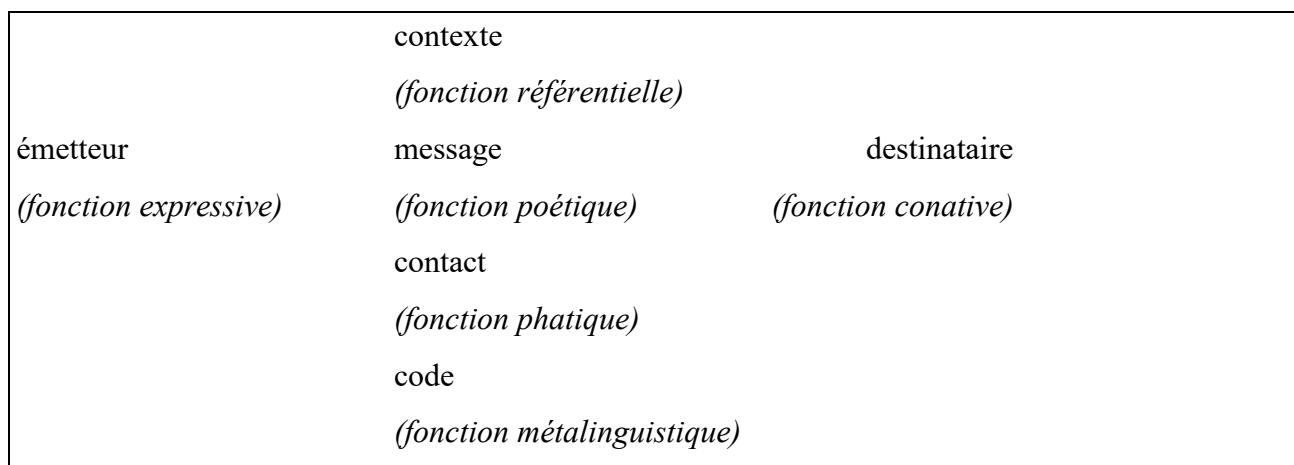 contexte
(fonction référentielle)
émetteur message destinataire
(fonction expressive) (fonction poétique) (fonction conative)
contact
(fonction phatique)
code
(fonction métalinguistique)